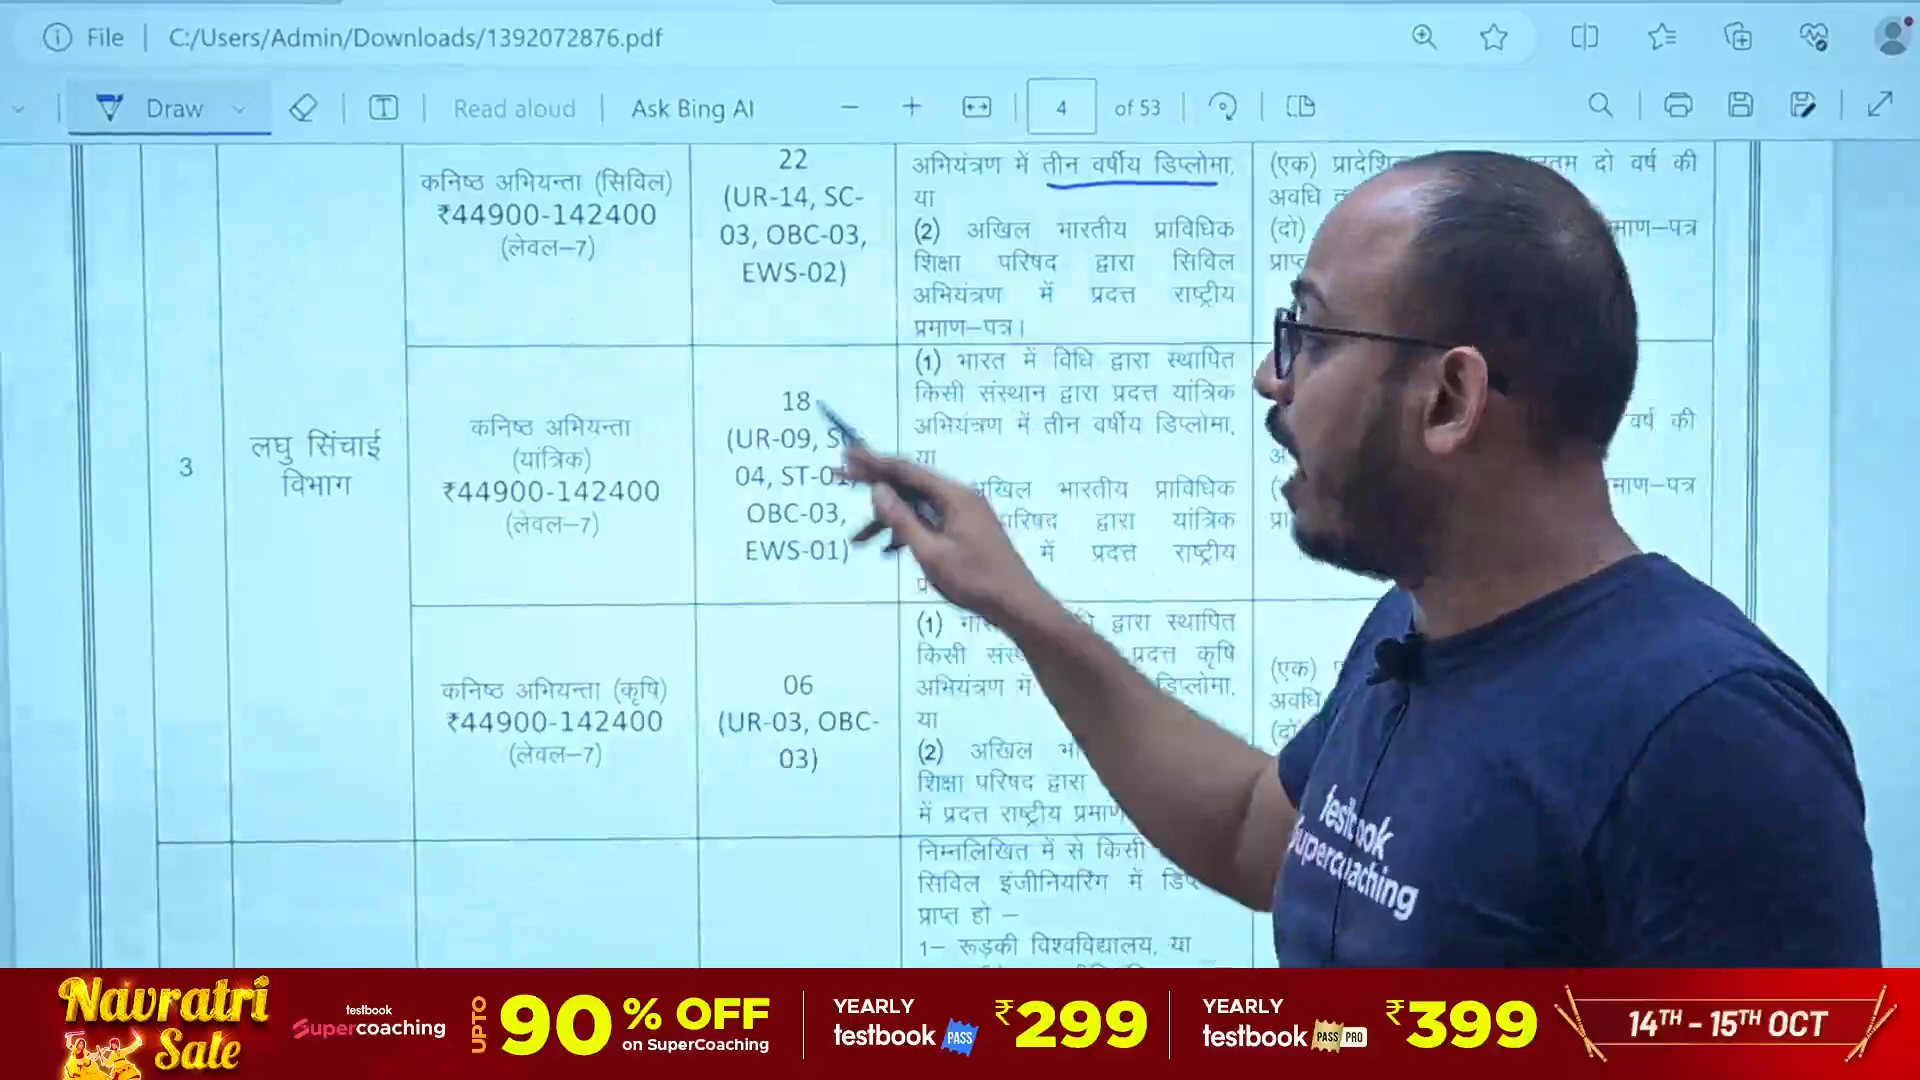 File | C:/Users/Admin/Downloads/1392072876.pdf
Draw
T
Read aloud
Ask Bing AI
4 of 53
22
(UR-14, SC-
03, OBC-03,
EWS-02)
कनिष्ठ अभियन्ता (सिविल)
₹44900-142400
(लेवल–7)
अभियंत्रण में तीन वर्षीय डिप्लोमा,
या
(2) अखिल भारतीय प्राविधिक
शिक्षा परिषद द्वारा सिविल
अभियंत्रण में प्रदत्त राष्ट्रीय
प्रमाण–पत्र।
(एक) दो वर्ष की
अवधि
(दो)
3
लघु सिंचाई
विभाग
कनिष्ठ अभियन्ता
(यांत्रिक)
₹44900-142400
(लेवल–7)
18
(UR-09,
04, ST-01,
OBC-03,
EWS-01)
(1) भारत में विधि द्वारा स्थापित
किसी संस्थान द्वारा प्रदत्त यांत्रिक
अभियंत्रण में तीन वर्षीय डिप्लोमा,
या
अखिल भारतीय प्राविधिक
द्वारा यांत्रिक
में प्रदत्त राष्ट्रीय
वर्ष की
कनिष्ठ अभियन्ता (कृषि)
₹44900-142400
(लेवल–7)
06
(UR-03, OBC-
03)
(1) द्वारा स्थापित
किसी प्रदत्त कृषि
अभियंत्रण में डिप्लोमा,
या
(2) अखिल
शिक्षा परिषद द्वारा
में प्रदत्त राष्ट्रीय
(एक)
अवधि
निम्नलिखित में से किसी
सिविल इंजीनियरिंग में
प्राप्त हो –
1– रूड़की विश्वविद्यालय, या
testbook
Supercoaching
Navratri
Sale
testbook
Supercoaching
UPTO 90% OFF
on SuperCoaching
YEARLY
testbook PASS
₹299
YEARLY
testbook PASS PRO
₹399
14TH - 15TH OCT